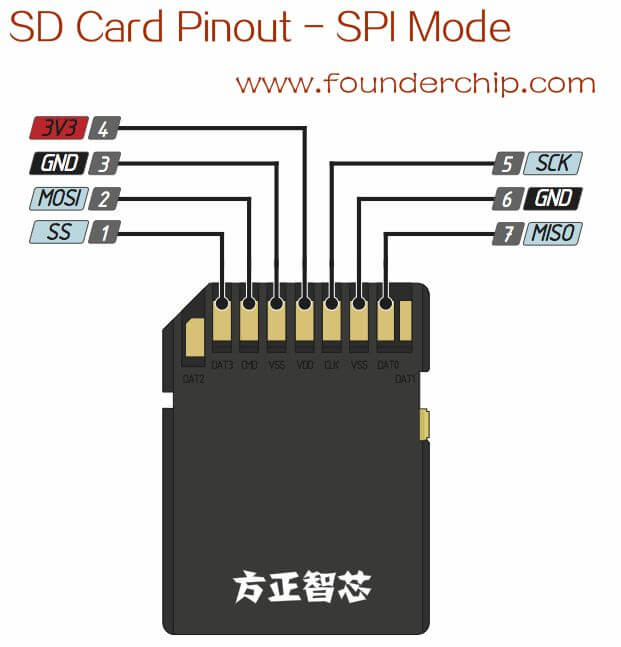 SD Card Pinout - SPI Mode
www.founderchip.com
3V3 4
GND 3
MOSI 2
SS 1
5 SCK
6 GND
7 MISO
DAT3 CMD VSS VDD CLK VSS DAT0
DAT2 DAT1
方正智芯